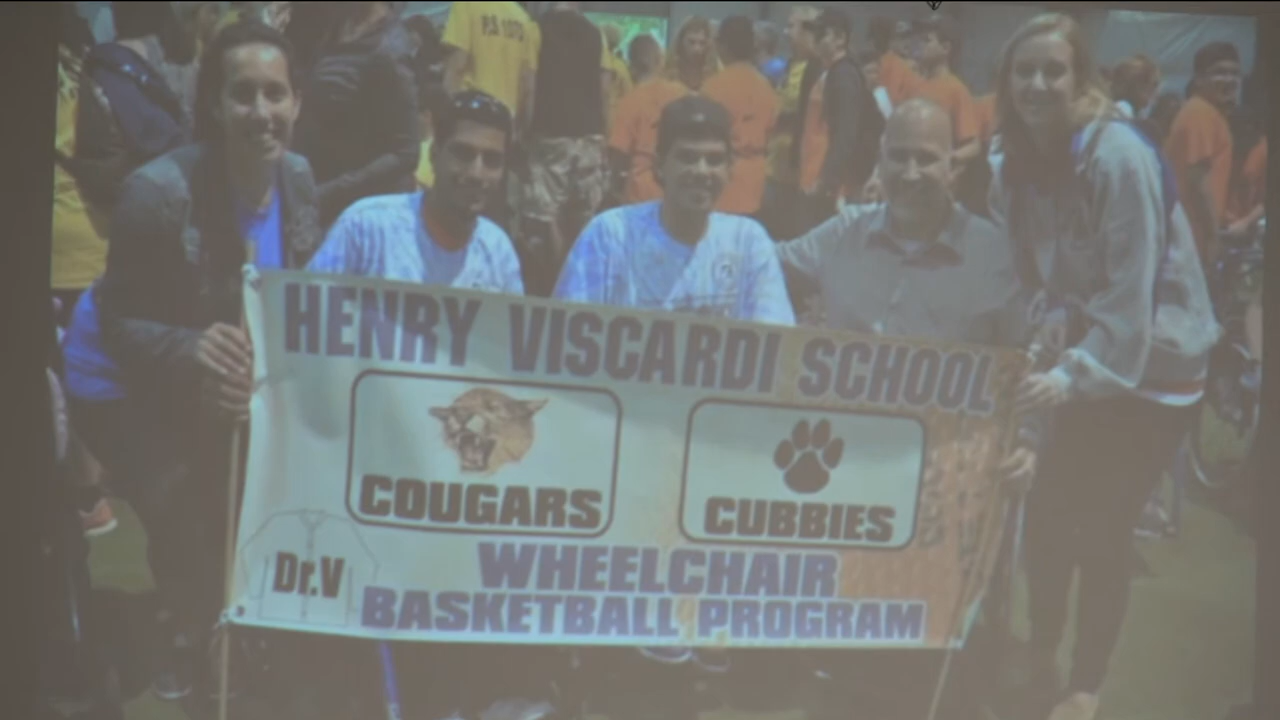 HENRY VISCARDI SCHOOL
COUGARS
CUBBIES
WHEELCHAIR
BASKETBALL PROGRAM
Dr.V